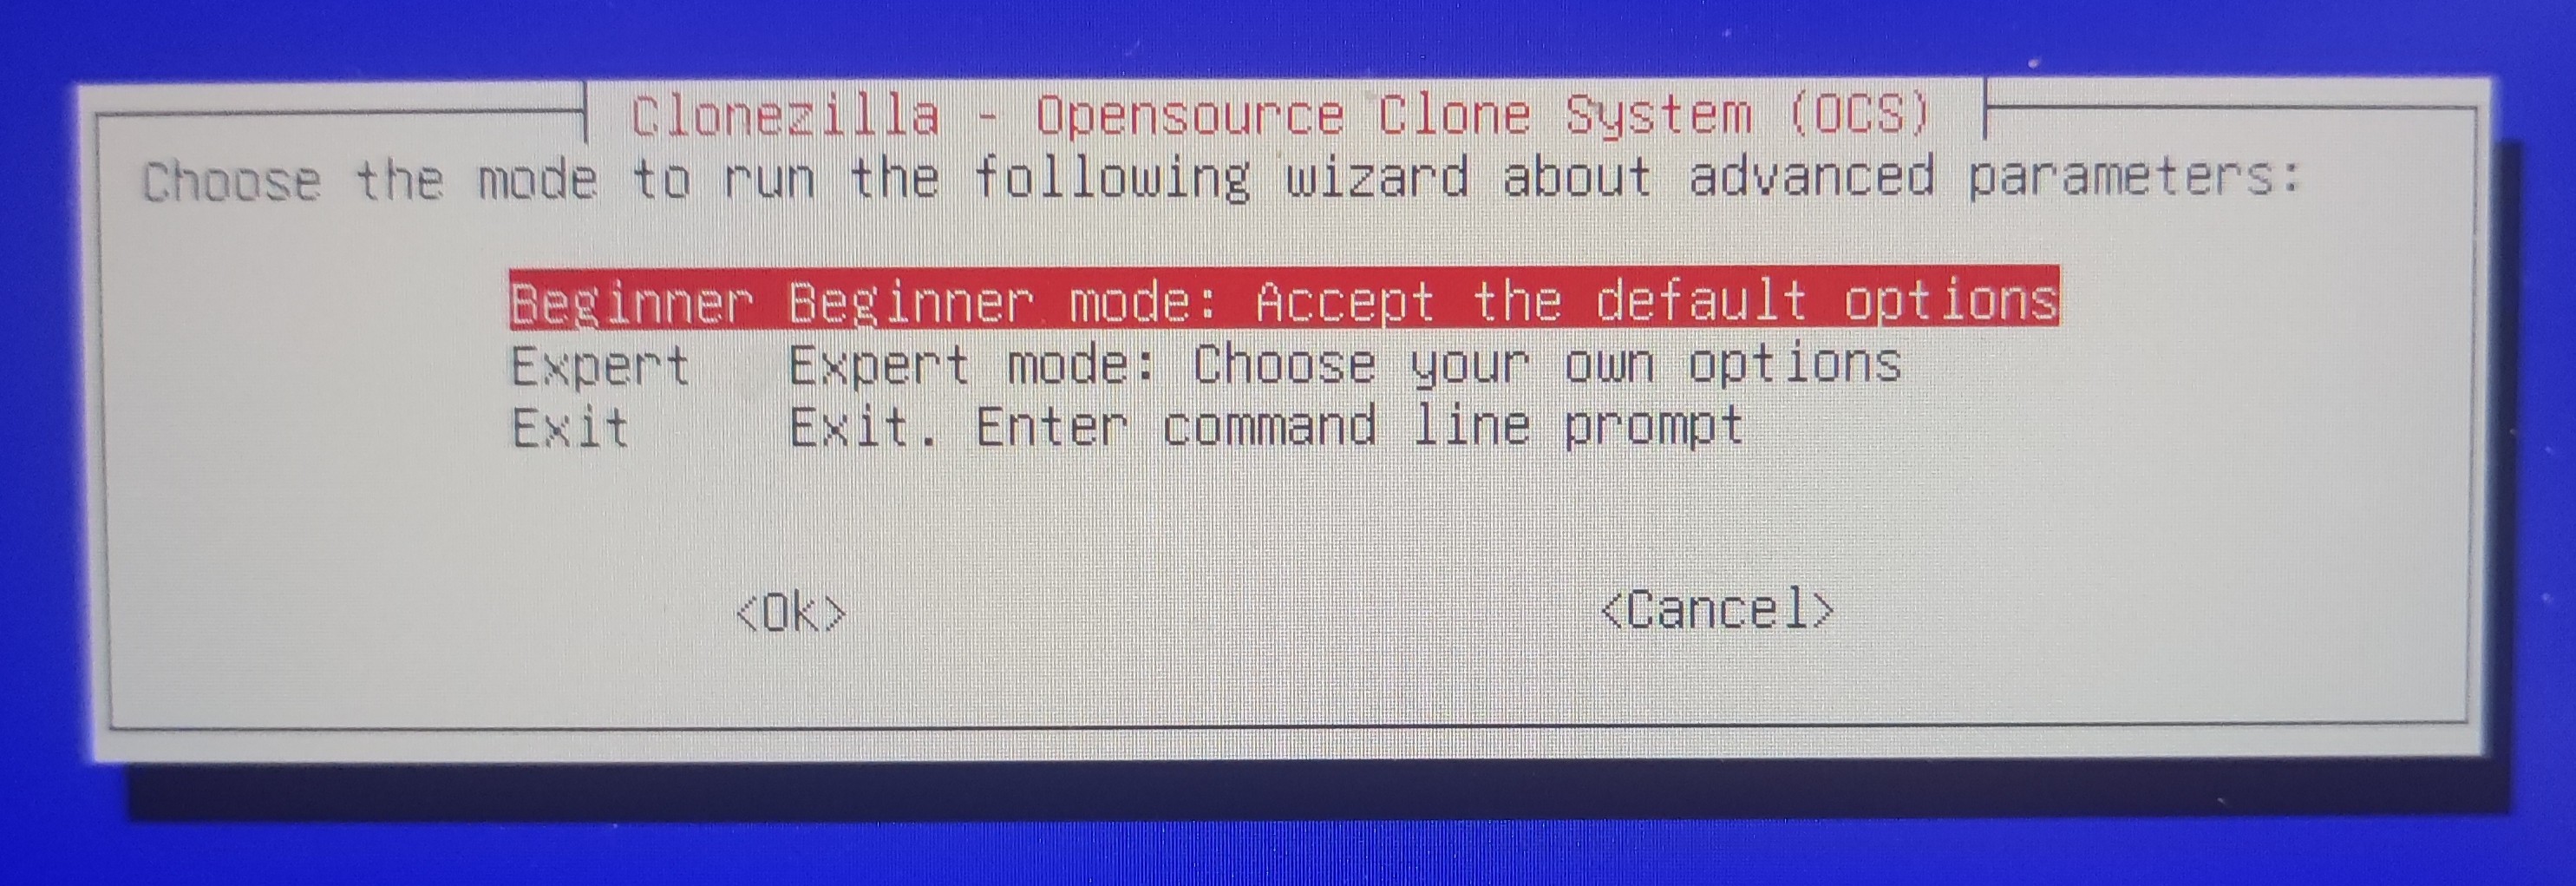 Clonezilla - Opensource Clone System (OCS)
Choose the mode to run the following wizard about advanced parameters:
Beginner Beginner mode: Accept the default options
Expert Expert mode: Choose your own options
Exit Exit. Enter command line prompt
<Ok> <Cancel>